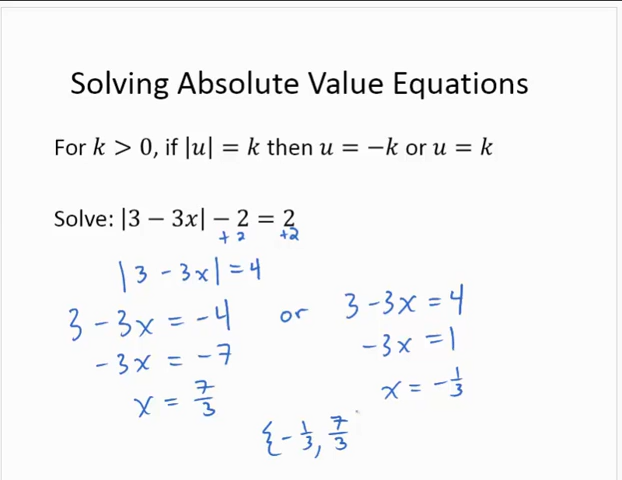 Solving Absolute Value Equations
For k > 0, if |u| = k then u = −k or u = k
Solve: |3 − 3x| − 2 = 2
+2 +2
|3 - 3x| = 4
3 - 3x = -4 or 3 - 3x = 4
-3x = -7 -3x = 1
x = 7/3 x = -1/3
{-1/3, 7/3